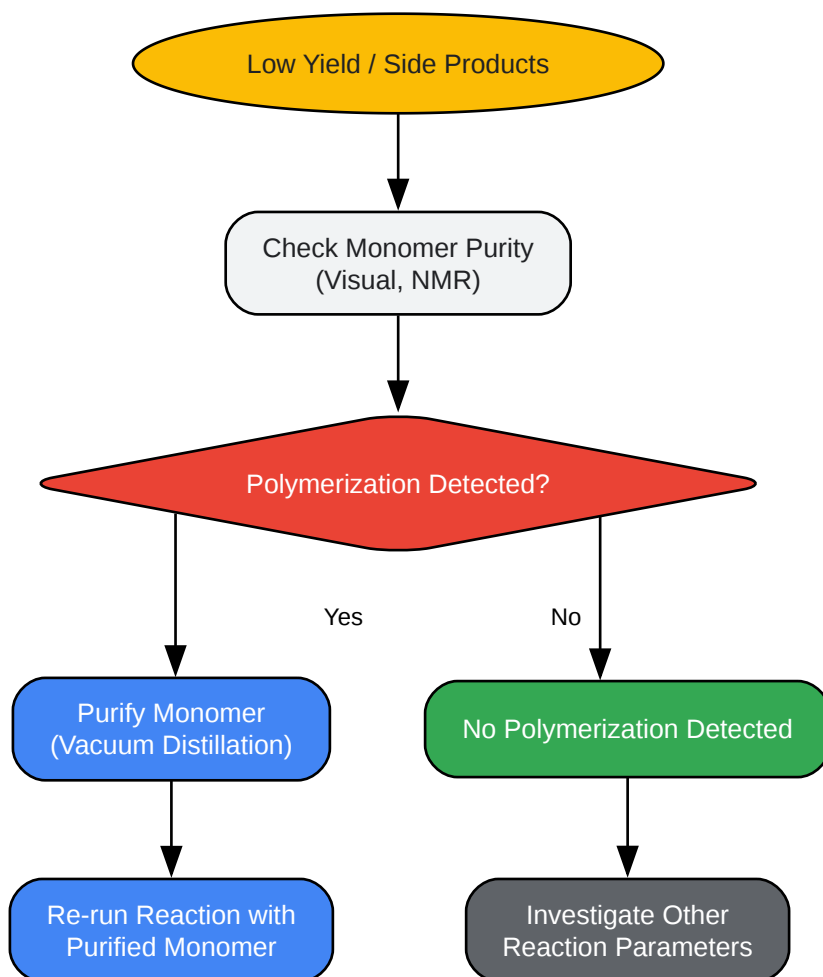 Low Yield / Side Products
Check Monomer Purity
(Visual, NMR)
Polymerization Detected?
Yes
No
Purify Monomer
(Vacuum Distillation)
No Polymerization Detected
Re-run Reaction with
Purified Monomer
Investigate Other
Reaction Parameters